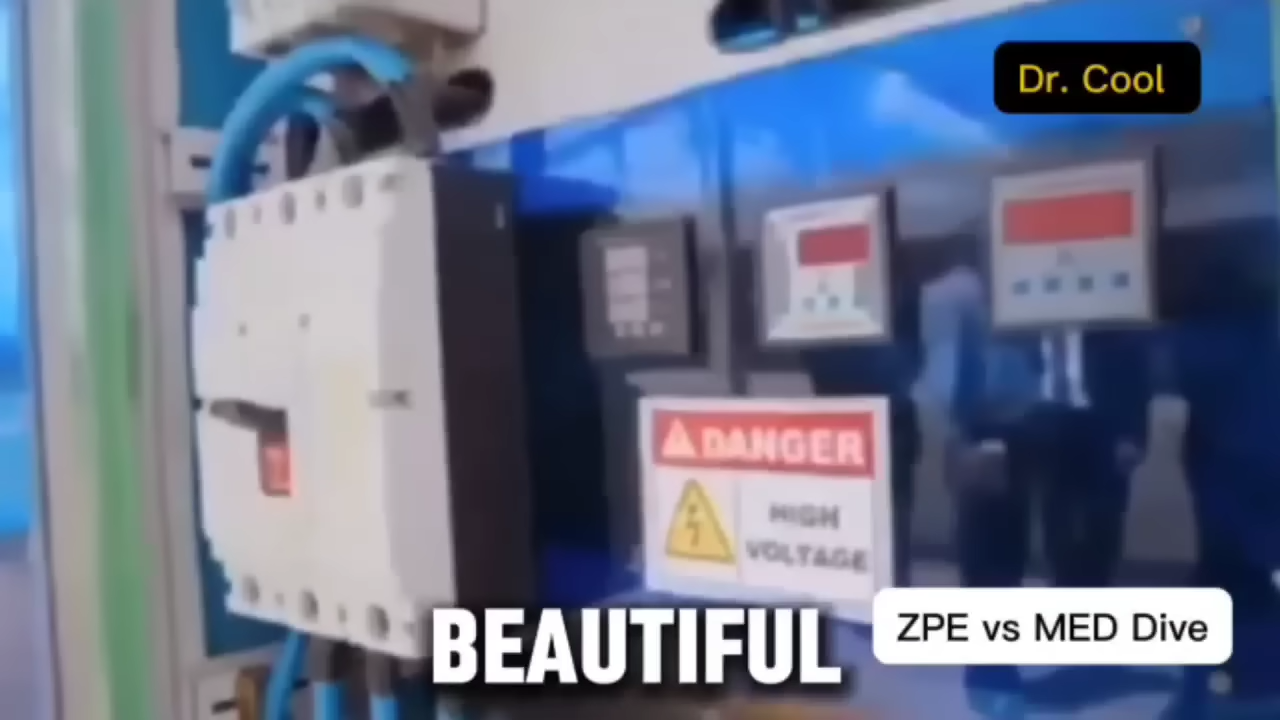 Dr. Cool
DANGER
HIGH
VOLTAGE
BEAUTIFUL
ZPE vs MED Dive